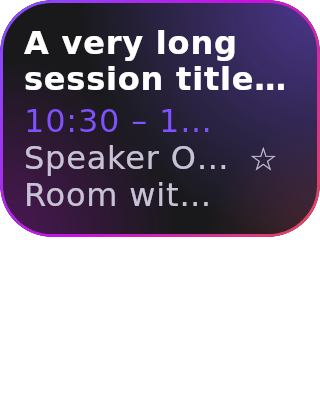 A very long
session title…
10:30 – 1…
Speaker O… ☆
Room wit…